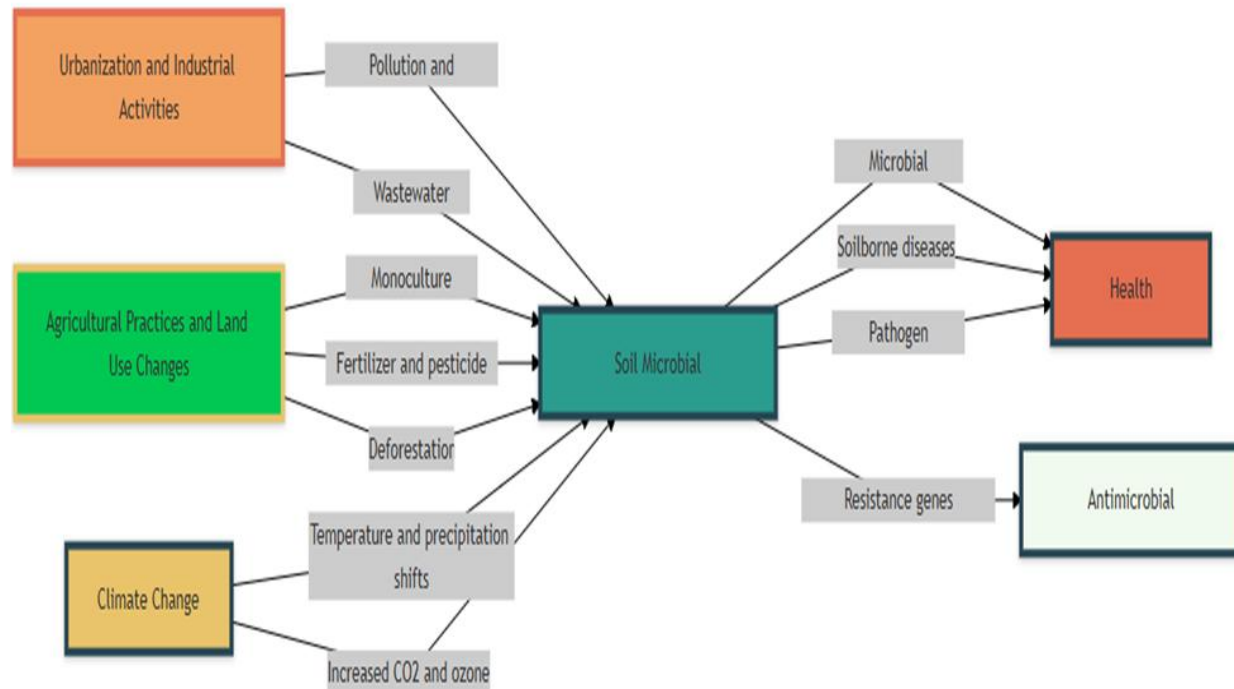 Urbanization and Industrial
Activities
Pollution and
Wastewater
Agricultural Practices and Land
Use Changes
Monoculture
Fertilizer and pesticide
Deforestation
Climate Change
Temperature and precipitation
shifts
Increased CO2 and ozone
Soil Microbial
Microbial
Soilborne diseases
Pathogen
Resistance genes
Health
Antimicrobial